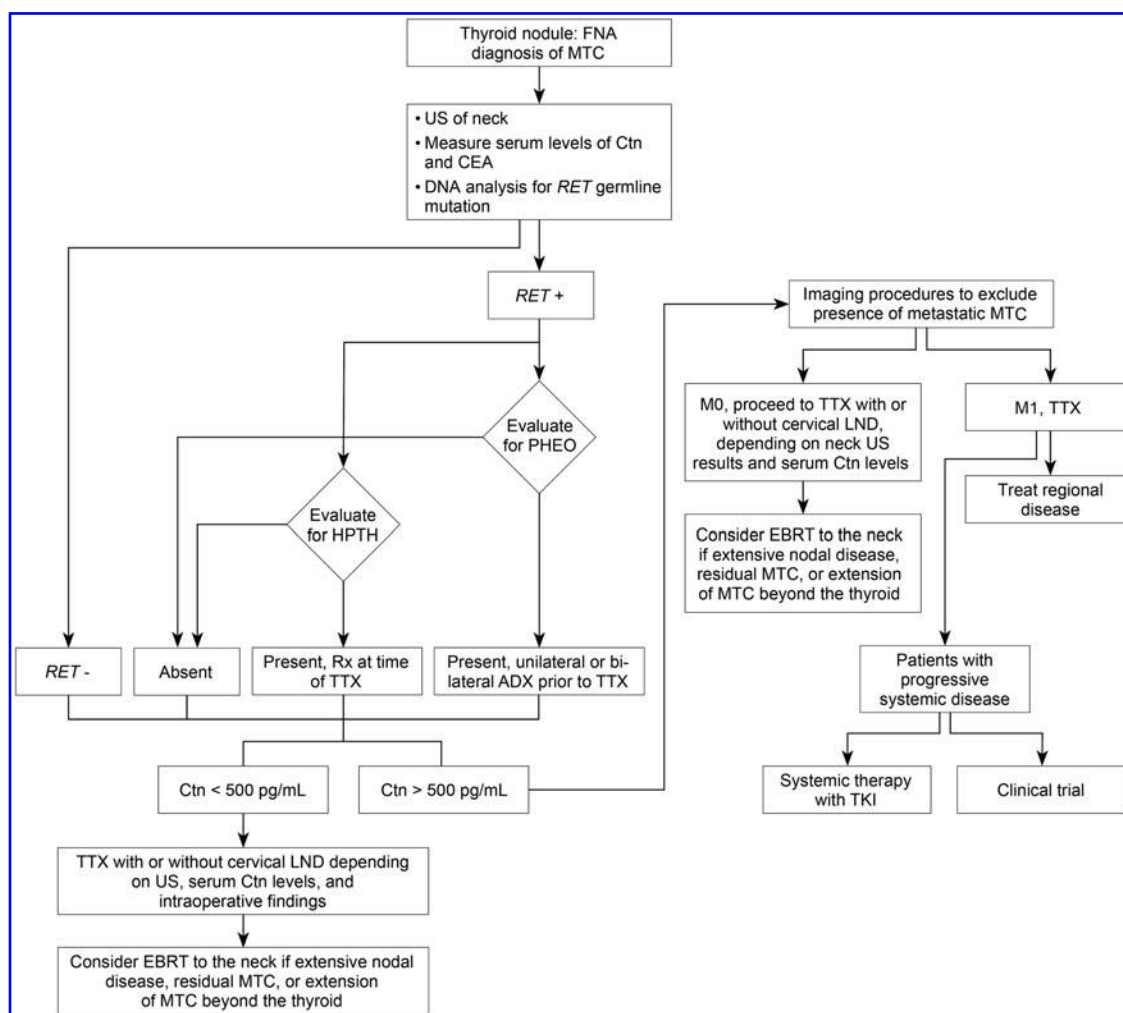 Thyroid nodule: FNA
diagnosis of MTC
• US of neck
• Measure serum levels of Ctn
and CEA
• DNA analysis for RET germline
mutation
RET +
Evaluate
for PHEO
Evaluate
for HPTH
RET -
Absent
Present, Rx at time
of TTX
Present, unilateral or bi-
lateral ADX prior to TTX
Ctn < 500 pg/mL
Ctn > 500 pg/mL
TTX with or without cervical LND depending
on US, serum Ctn levels, and
intraoperative findings
Consider EBRT to the neck if extensive nodal
disease, residual MTC, or extension
of MTC beyond the thyroid
Imaging procedures to exclude
presence of metastatic MTC
M0, proceed to TTX with or
without cervical LND,
depending on neck US
results and serum Ctn levels
Consider EBRT to the neck
if extensive nodal disease,
residual MTC, or extension
of MTC beyond the thyroid
M1, TTX
Treat regional
disease
Patients with
progressive
systemic disease
Systemic therapy
with TKI
Clinical trial